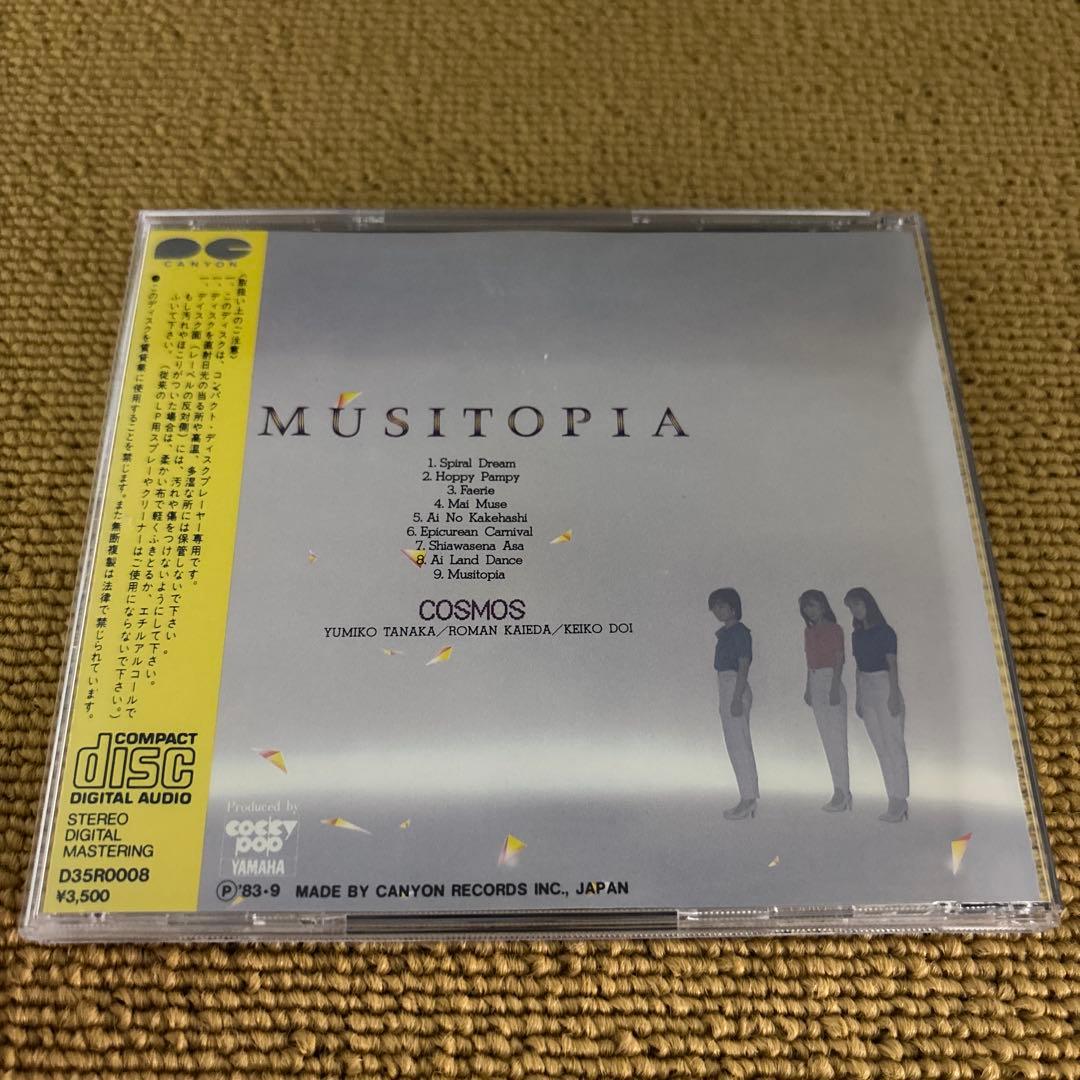 CANYON
〈取扱い上のご注意〉
一、このディスクは、コンパクト・ディスクプレーヤー専用です。
一、ディスクを直射日光の当る所や高温、多湿な所には保管しないで下さい。
一、ディスク面(レーベルの反対側)には、汚れや傷をつけないようにして下さい。
もし汚れやほこりがついた場合は、柔かい布で軽くふきとるか、エチルアルコールで
ふいて下さい。(従来のLP用スプレーやクリーナーはご使用にならないで下さい。)
●このディスクを賃貸業に使用することを禁じます。また無断複製は法律で禁じられています。
COMPACT
disc
DIGITAL AUDIO
STEREO
DIGITAL
MASTERING
D35R0008
¥3,500
MUSITOPIA
1. Spiral Dream
2. Hoppy Pampy
3. Faerie
4. Mai Muse
5. Ai No Kakehashi
6. Epicurean Carnival
7. Shiawasena Asa
8. Ai Land Dance
9. Musitopia
COSMOS
YUMIKO TANAKA/ROMAN KAIEDA/KEIKO DOI
Produced by
cocky
pop
YAMAHA
Ⓟ'83・9 MADE BY CANYON RECORDS INC., JAPAN